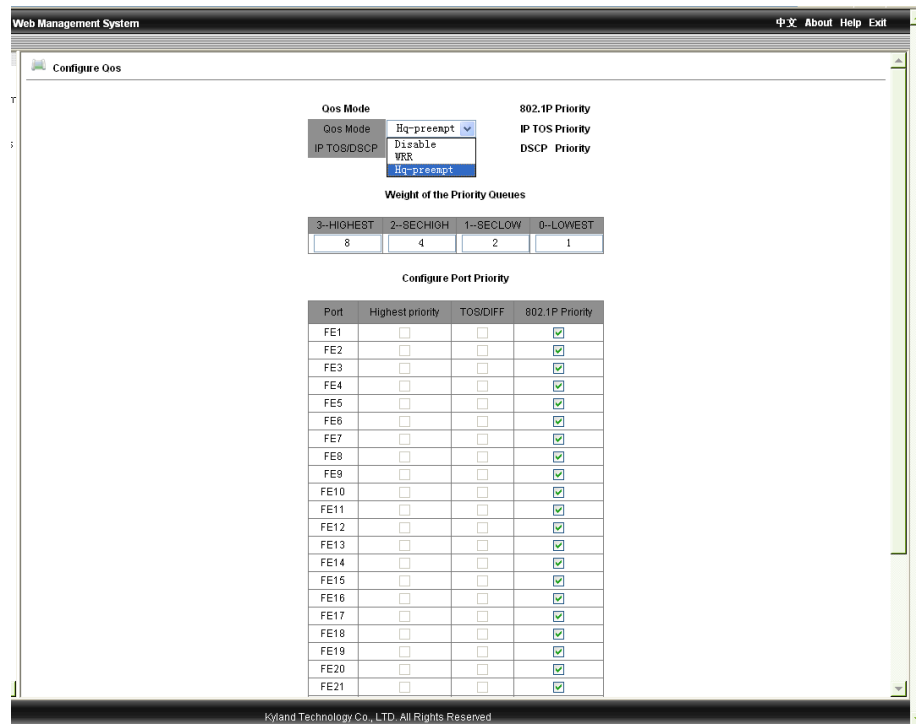 Web Management System 中文 About Help Exit
Configure Qos
Qos Mode 802.1P Priority
Qos Mode Hq-preempt IP TOS Priority
IP TOS/DSCP Disable DSCP Priority
WRR
Hq-preempt
Weight of the Priority Queues
3--HIGHEST 2--SECHIGH 1--SECLOW 0--LOWEST
8 4 2 1
Configure Port Priority
Port Highest priority TOS/DIFF 802.1P Priority
FE1
FE2
FE3
FE4
FE5
FE6
FE7
FE8
FE9
FE10
FE11
FE12
FE13
FE14
FE15
FE16
FE17
FE18
FE19
FE20
FE21
Kyland Technology Co., LTD. All Rights Reserved